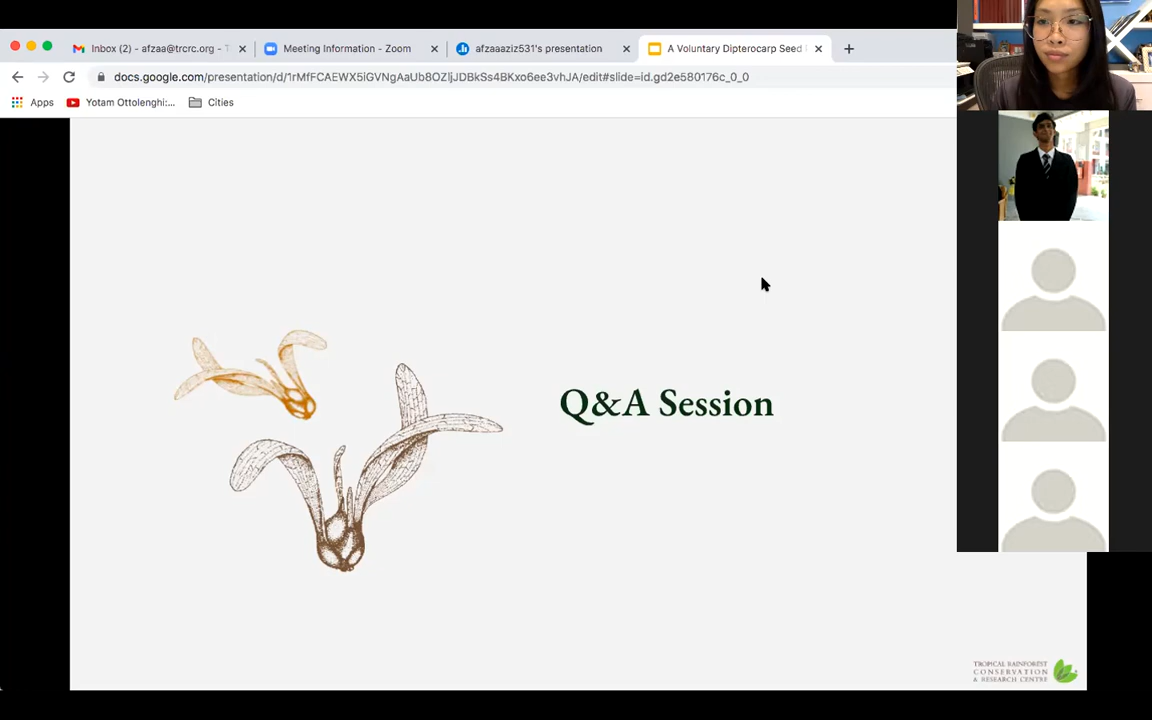 Inbox (2) - afzaa@trcrc.org - T
Meeting Information - Zoom
afzaaaziz531's presentation
A Voluntary Dipterocarp Seed
docs.google.com/presentation/d/1rMfFCAEWX5iGVNgAaUb8OZljJDBkSs4BKxo6ee3vhJA/edit#slide=id.gd2e580176c_0_0
Apps
Yotam Ottolenghi:...
Cities
Q&A Session
TROPICAL RAINFOREST
CONSERVATION
& RESEARCH CENTRE